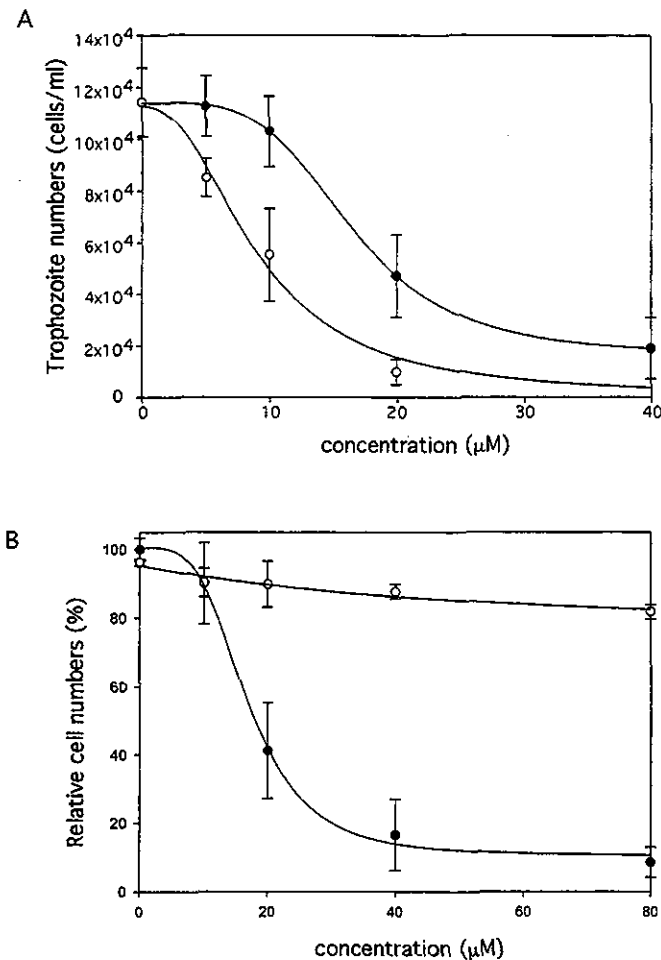 A
Trophozoite numbers (cells/ml)
14x10⁴
12x10⁴
10x10⁴
8x10⁴
6x10⁴
4x10⁴
2x10⁴
0
0 10 20 30 40
concentration (μM)
B
Relative cell numbers (%)
100
80
60
40
20
0
0 20 40 60 80
concentration (μM)